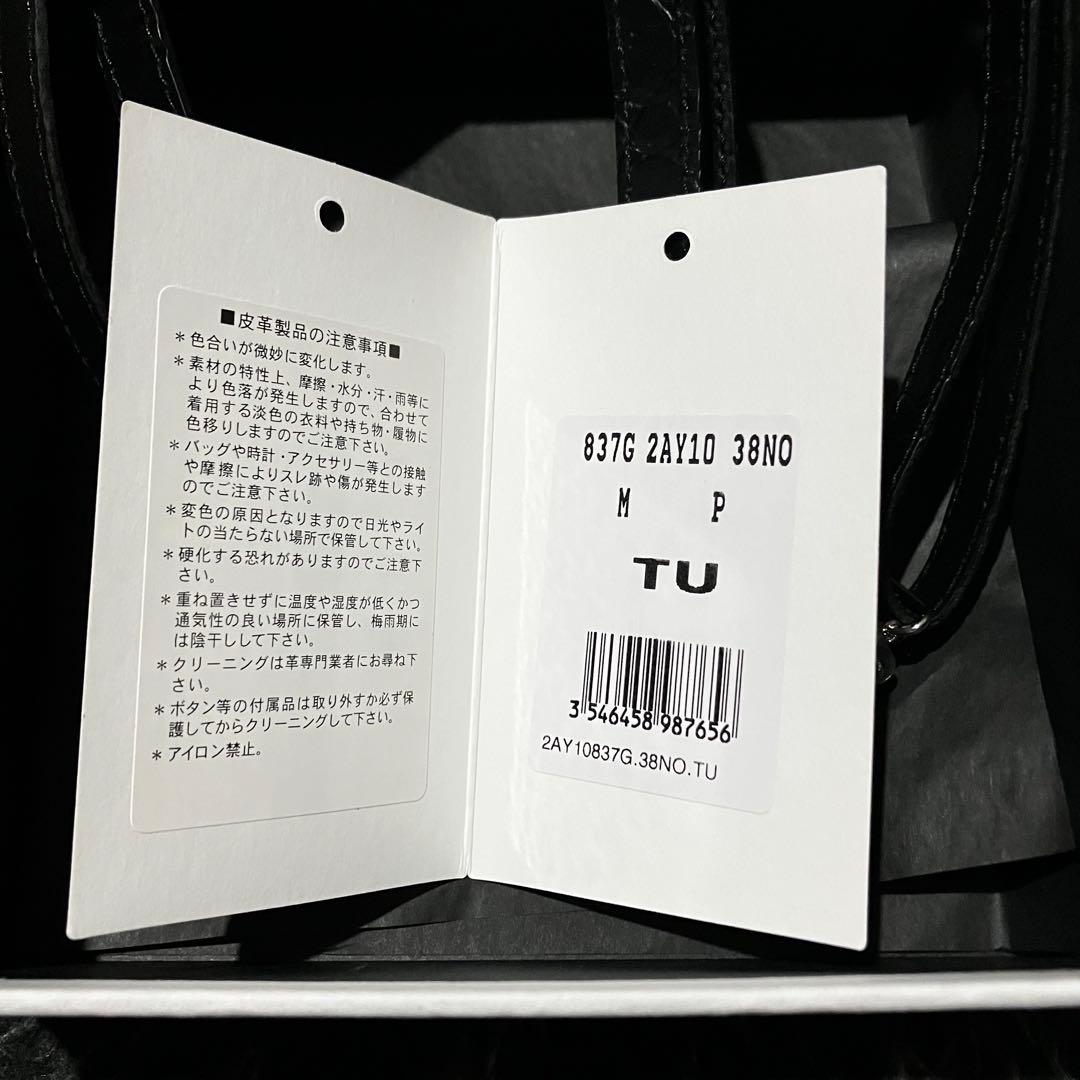 ■皮革製品の注意事項■
＊色合いが微妙に変化します。
＊素材の特性上、摩擦・水分・汗・雨等に
より色落が発生しますので、合わせて
着用する淡色の衣料や持ち物・履物に
色移りしますのでご注意下さい。
＊バッグや時計・アクセサリー等との接触
や摩擦によりスレ跡や傷が発生します
のでご注意下さい。
＊変色の原因となりますので日光やライ
トの当たらない場所で保管して下さい。
＊硬化する恐れがありますのでご注意下
さい。
＊重ね置きせずに温度や湿度が低くかつ
通気性の良い場所に保管し、梅雨期に
は陰干しして下さい。
＊クリーニングは革専門業者にお尋ね下
さい。
＊ボタン等の付属品は取り外すか必ず保
護してからクリーニングして下さい。
＊アイロン禁止。
837G 2AY10 38NO
M P
TU
3 546458 987656
2AY10837G.38NO.TU